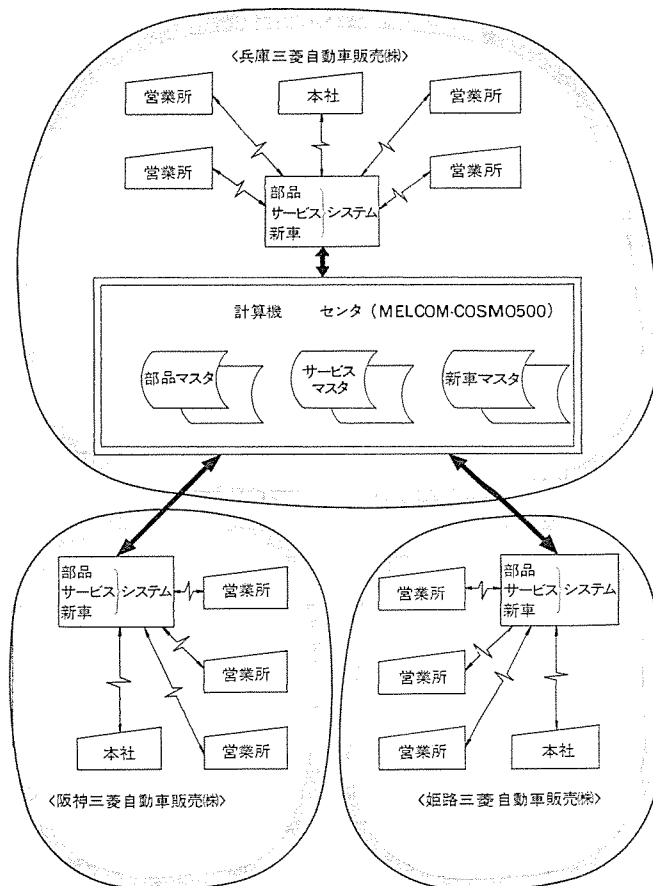 〈兵庫三菱自動車販売㈱〉
営業所
本社
営業所
営業所
営業所
部品
サービス システム
新車
計算機 センタ (MELCOM·COSMO500)
部品マスタ
サービス
マスタ
新車マスタ
部品
サービス システム
新車
営業所
営業所
営業所
本社
〈阪神三菱自動車販売㈱〉
部品
サービス システム
新車
営業所
営業所
営業所
本社
〈姫路三菱自動車販売㈱〉